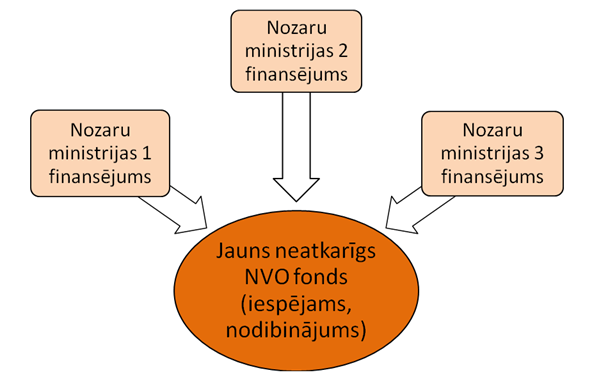 Nozaru
ministrijas 2
finansējums
Nozaru
ministrijas 1
finansējums
Nozaru
ministrijas 3
finansējums
Jauns neatkarīgs
NVO fonds
(iespējams,
nodibinājums)